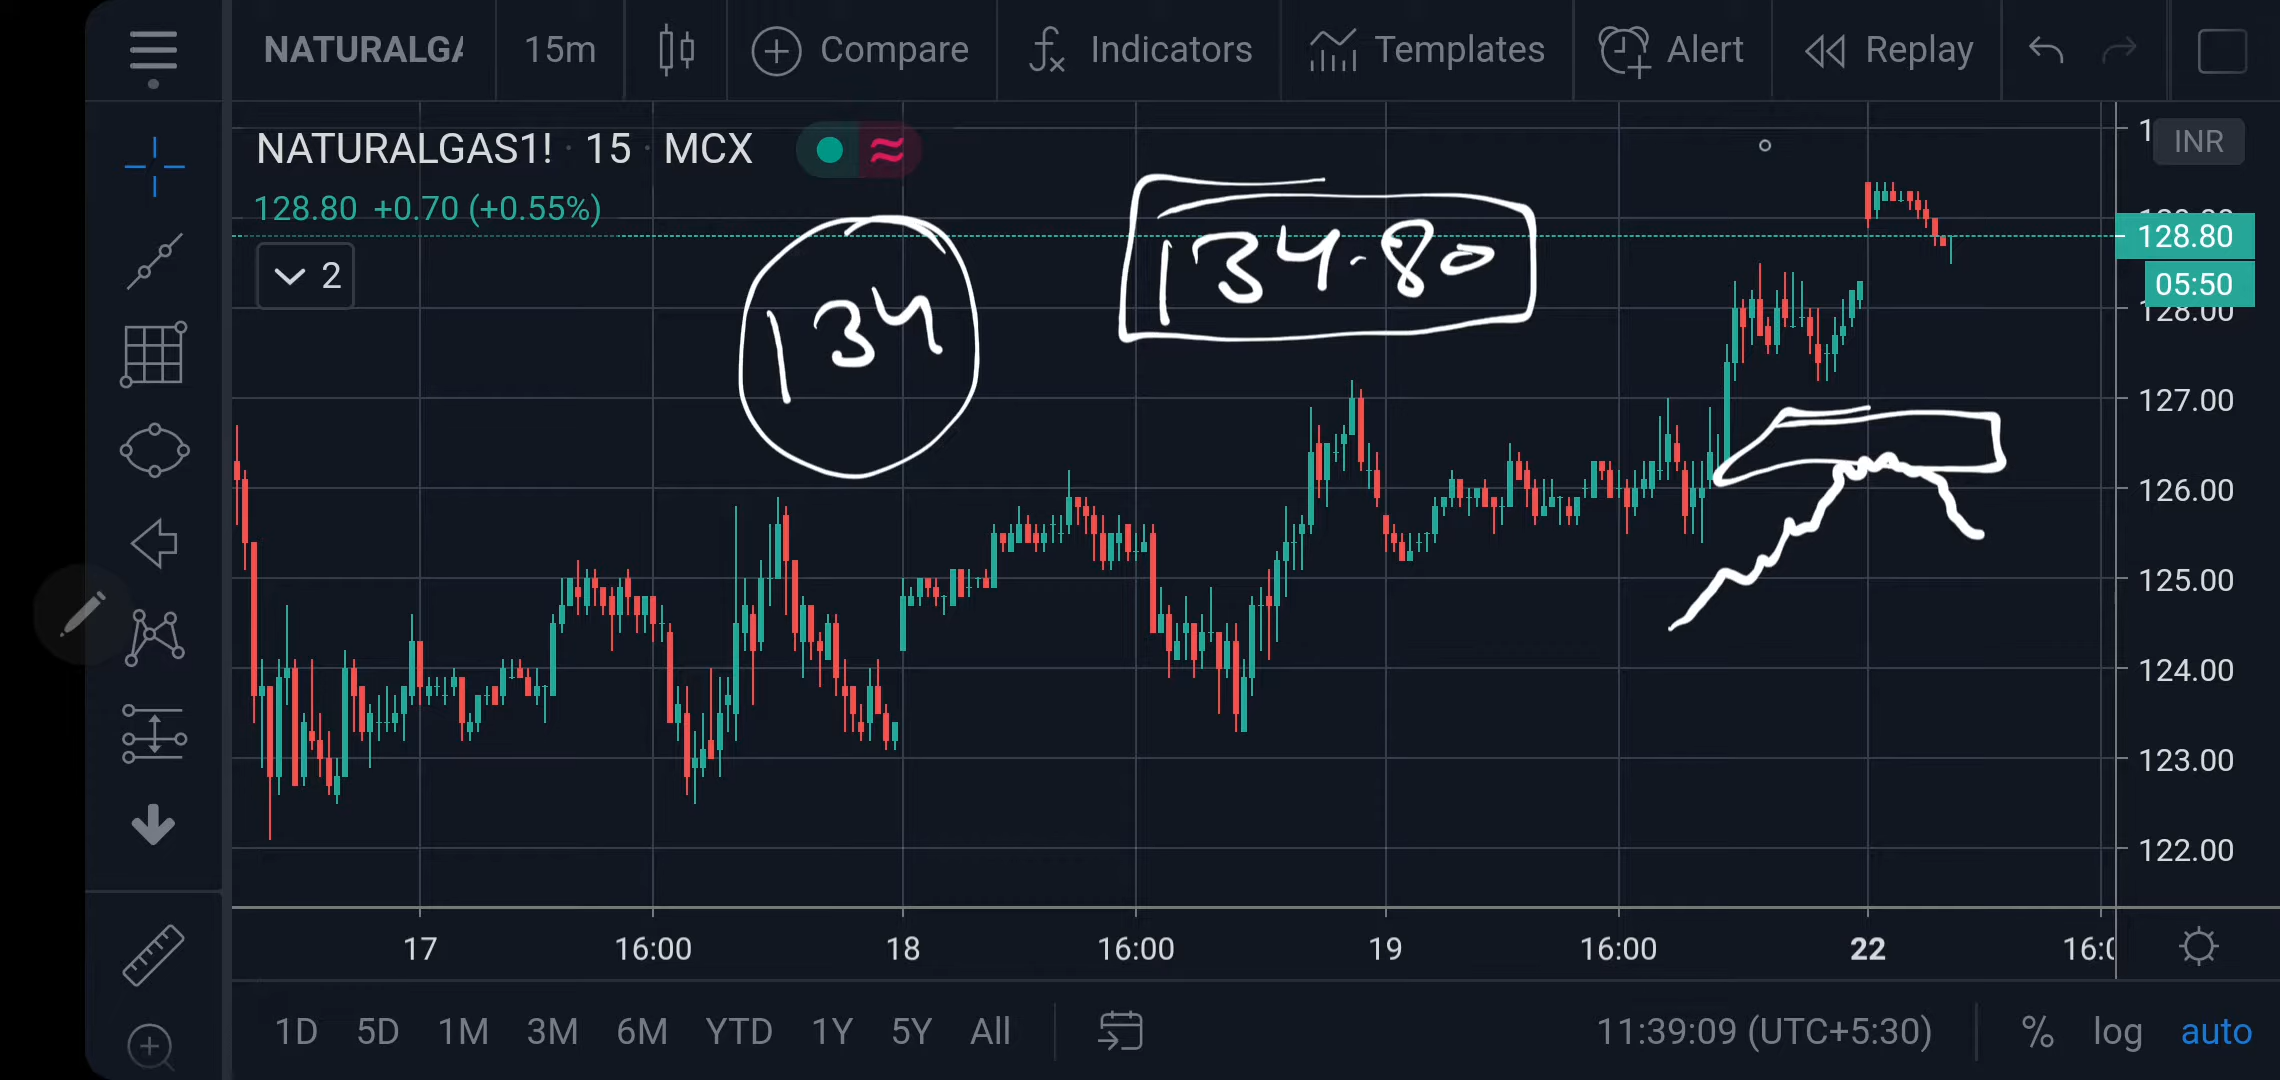 NATURALGA 15m Compare Indicators Templates Alert Replay
NATURALGAS1! · 15 · MCX
INR
128.80 +0.70 (+0.55%)
134
134.80
2
128.80
05:50
128.00
127.00
126.00
125.00
124.00
123.00
122.00
17 16:00 18 16:00 19 16:00 22
1D 5D 1M 3M 6M YTD 1Y 5Y All 11:39:09 (UTC+5:30) % log auto